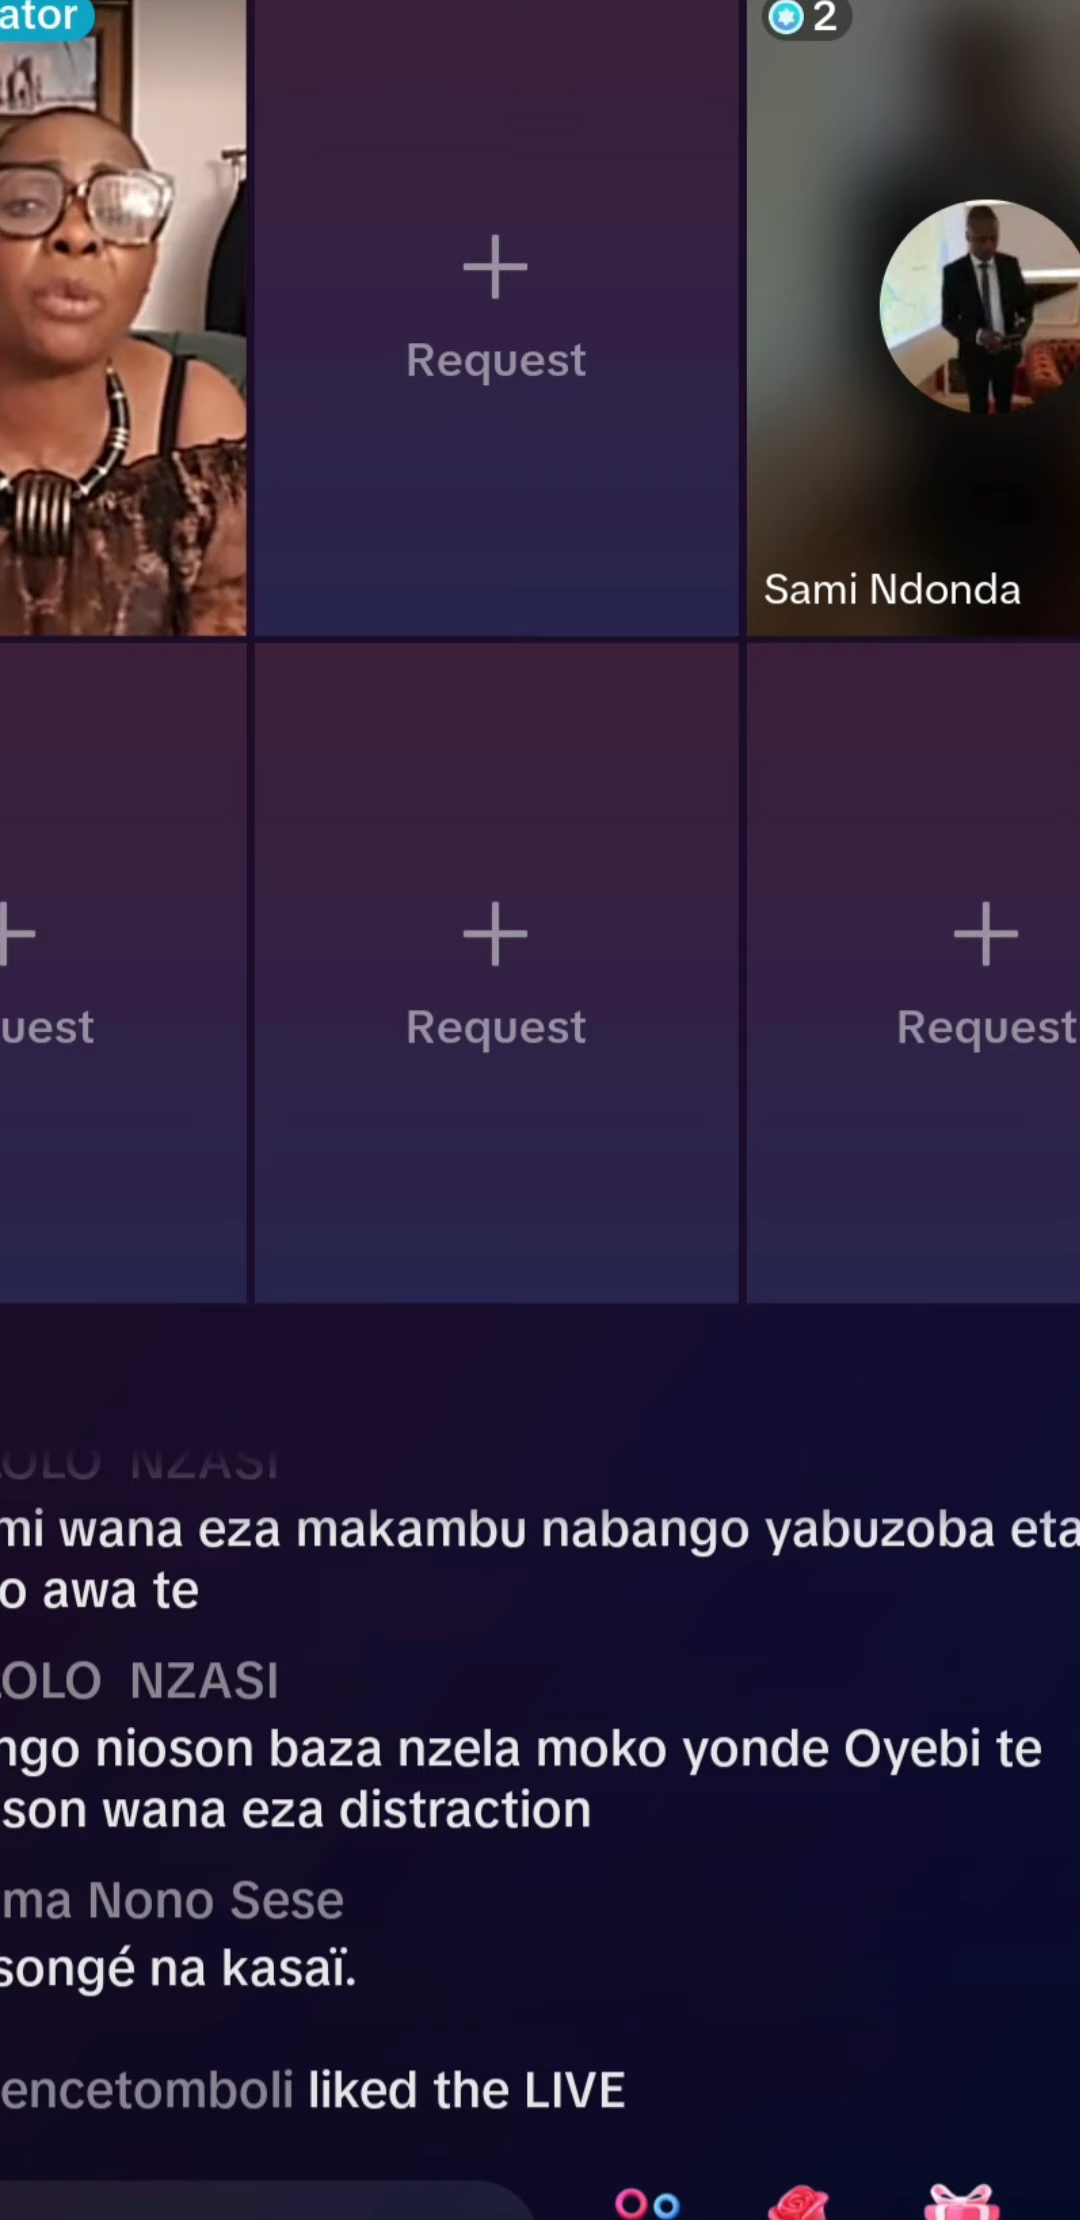 ator
2
Request
Sami Ndonda
uest
Request
Request
OLO NZASI
mi wana eza makambu nabango yabuzoba eta
o awa te
OLO NZASI
ngo nioson baza nzela moko yonde Oyebi te
son wana eza distraction
ma Nono Sese
songé na kasaï.
encetomboli liked the LIVE